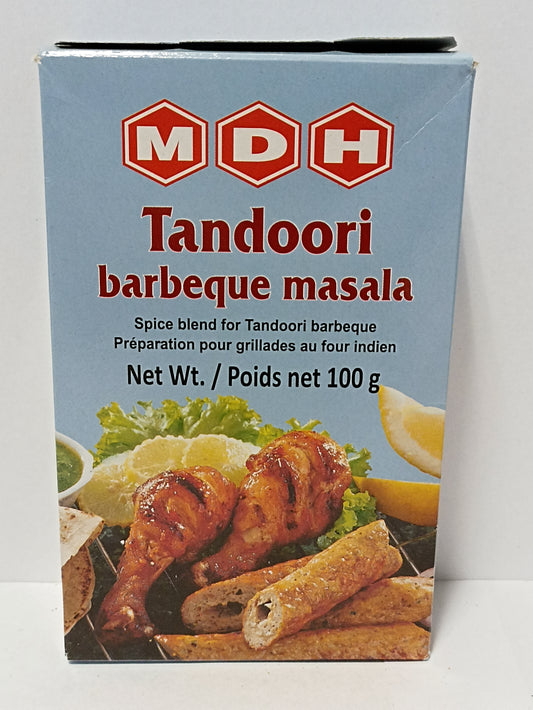 MDH
Tandoori
barbeque masala
Spice blend for Tandoori barbeque
Préparation pour grillades au four indien
Net Wt. / Poids net 100 g